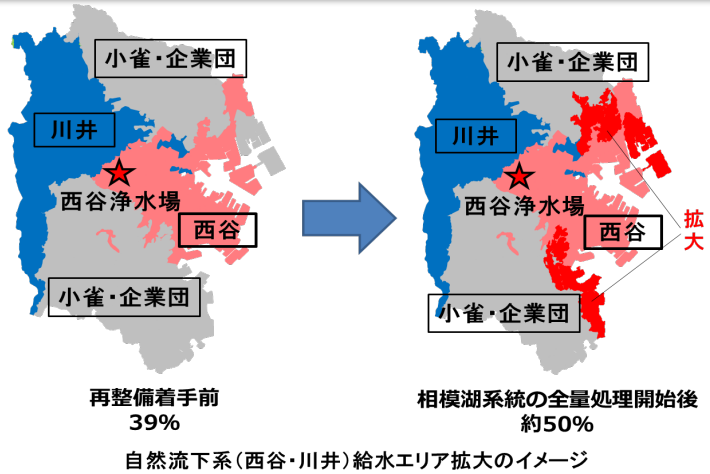 小雀・企業団
川井
西谷浄水場
西谷
小雀・企業団
再整備着手前
39%
小雀・企業団
川井
西谷浄水場
西谷
拡大
小雀・企業団
相模湖系統の全量処理開始後
約50%
自然流下系(西谷・川井)給水エリア拡大のイメージ